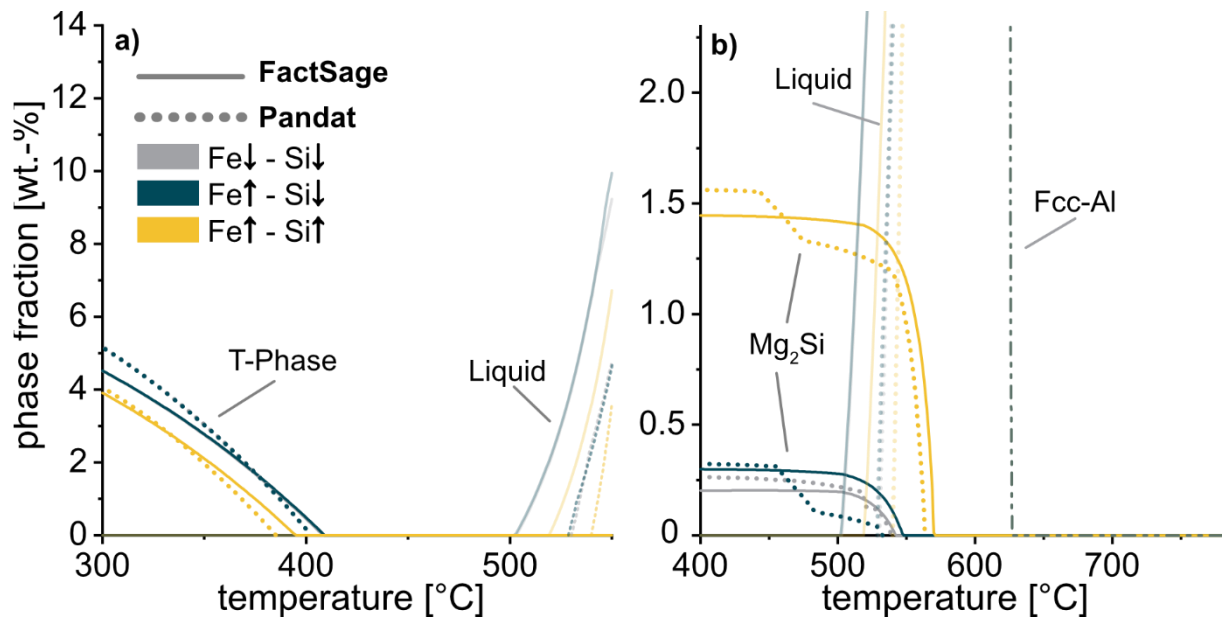 a)
FactSage
Pandat
Fe↓ - Si↓
Fe↑ - Si↓
Fe↑ - Si↑
T-Phase
Liquid
14
12
10
8
6
4
2
0
phase fraction [wt.-%]
300
400
500
temperature [°C]
b)
Liquid
Fcc-Al
Mg₂Si
2.0
1.5
1.0
0.5
0
400
500
600
700
temperature [°C]